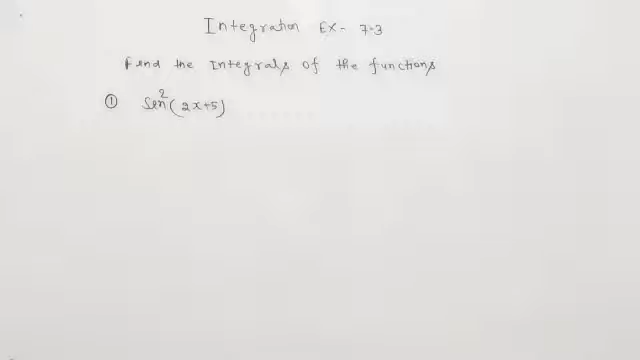 Integration Ex- 7.3
Find the Integrals of the functions
① Sin²(2x+5)